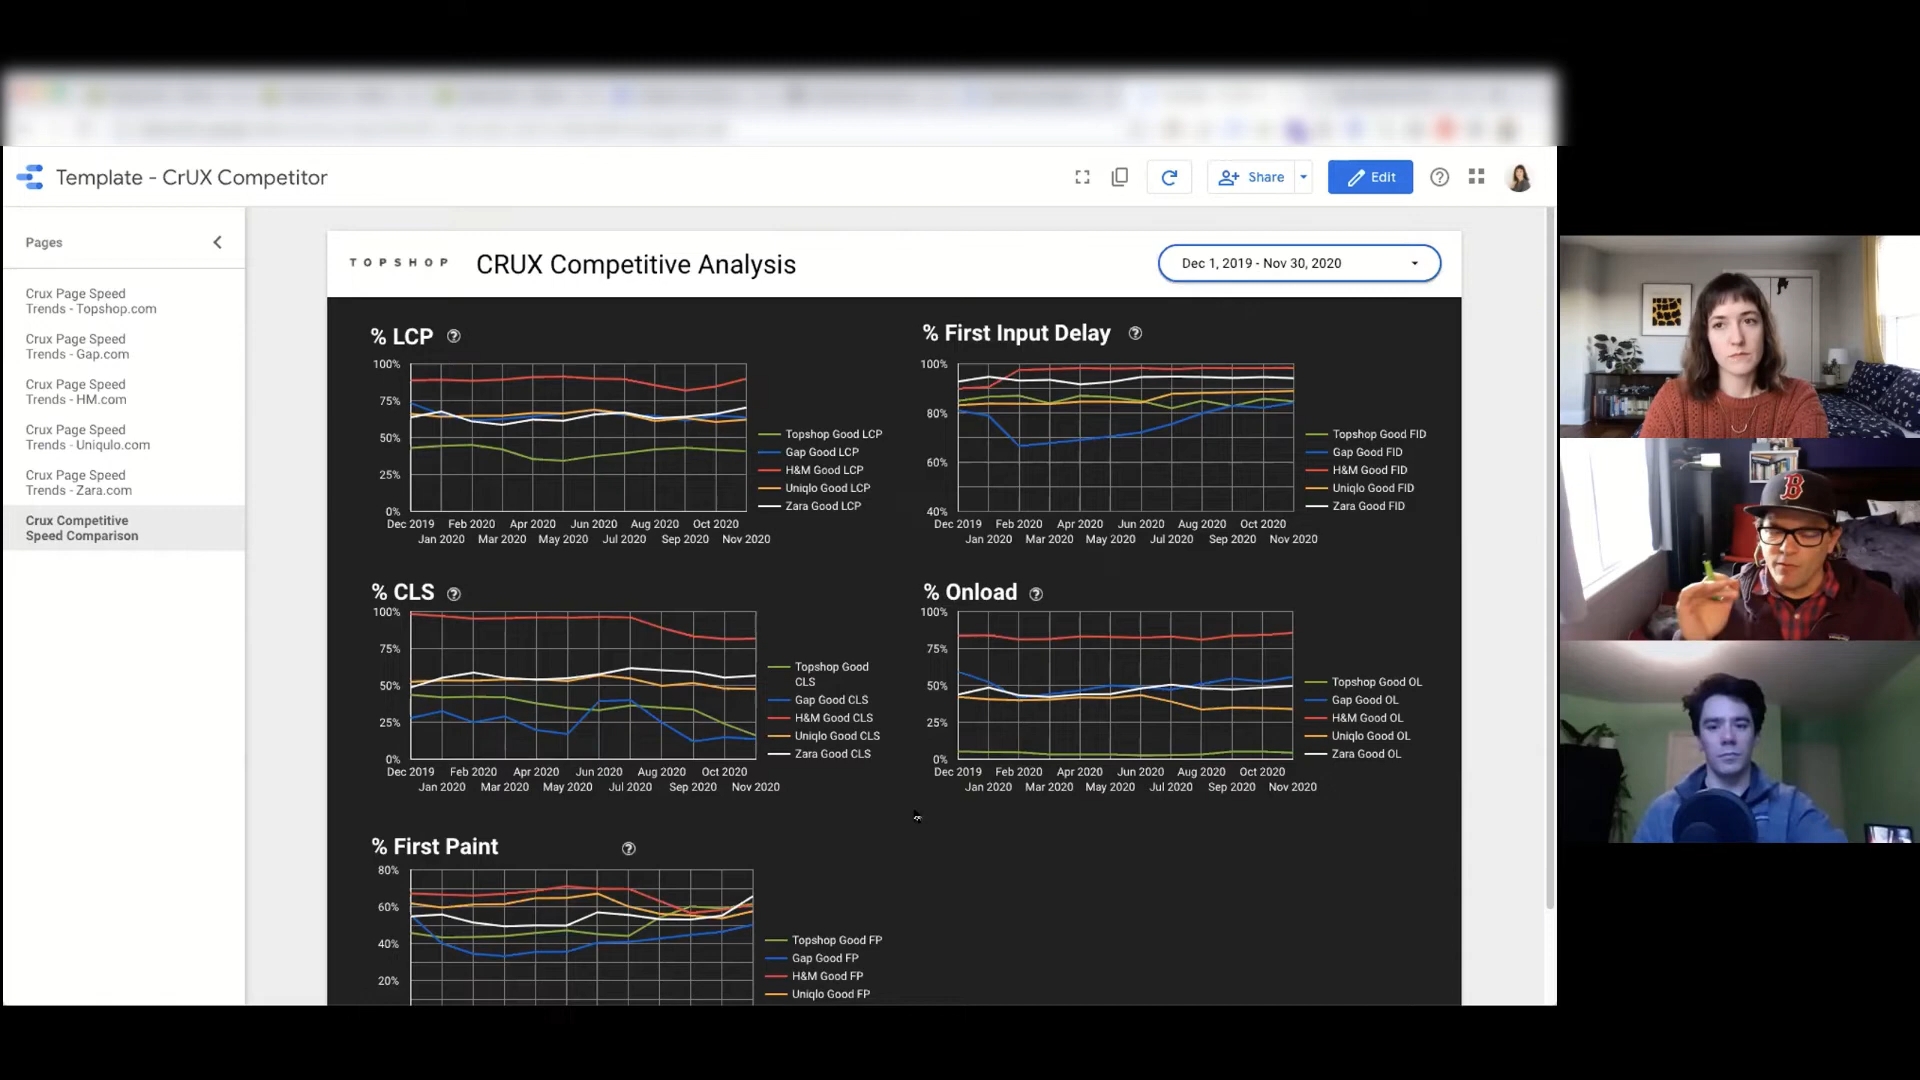 Template - CrUX Competitor
Share
Edit
Pages
Crux Page Speed
Trends - Topshop.com
Crux Page Speed
Trends - Gap.com
Crux Page Speed
Trends - HM.com
Crux Page Speed
Trends - Uniqulo.com
Crux Page Speed
Trends - Zara.com
Crux Competitive
Speed Comparison
TOPSHOP
CRUX Competitive Analysis
Dec 1, 2019 - Nov 30, 2020
% LCP
100%
75%
50%
25%
0%
Dec 2019 Feb 2020 Apr 2020 Jun 2020 Aug 2020 Oct 2020
Jan 2020 Mar 2020 May 2020 Jul 2020 Sep 2020 Nov 2020
Topshop Good LCP
Gap Good LCP
H&M Good LCP
Uniqlo Good LCP
Zara Good LCP
% First Input Delay
100%
80%
60%
40%
Dec 2019 Feb 2020 Apr 2020 Jun 2020 Aug 2020 Oct 2020
Jan 2020 Mar 2020 May 2020 Jul 2020 Sep 2020 Nov 2020
Topshop Good FID
Gap Good FID
H&M Good FID
Uniqlo Good FID
Zara Good FID
% CLS
100%
75%
50%
25%
0%
Dec 2019 Feb 2020 Apr 2020 Jun 2020 Aug 2020 Oct 2020
Jan 2020 Mar 2020 May 2020 Jul 2020 Sep 2020 Nov 2020
Topshop Good
CLS
Gap Good CLS
H&M Good CLS
Uniqlo Good CLS
Zara Good CLS
% Onload
100%
75%
50%
25%
0%
Dec 2019 Feb 2020 Apr 2020 Jun 2020 Aug 2020 Oct 2020
Jan 2020 Mar 2020 May 2020 Jul 2020 Sep 2020 Nov 2020
Topshop Good OL
Gap Good OL
H&M Good OL
Uniqlo Good OL
Zara Good OL
% First Paint
80%
60%
40%
20%
Topshop Good FP
Gap Good FP
H&M Good FP
Uniqlo Good FP
B